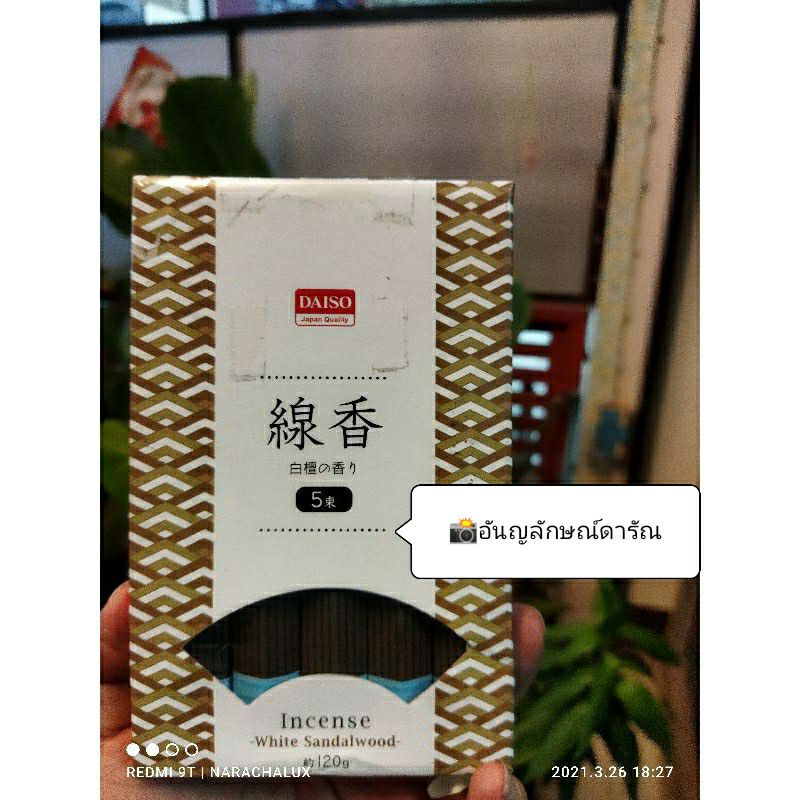 DAISO
Japan Quality
線香
白檀の香り
5束
📸อันญลักษณ์ดารัณ
Incense
-White Sandalwood-
約120g
REDMI 9T | NARACHALUX
2021.3.26 18:27